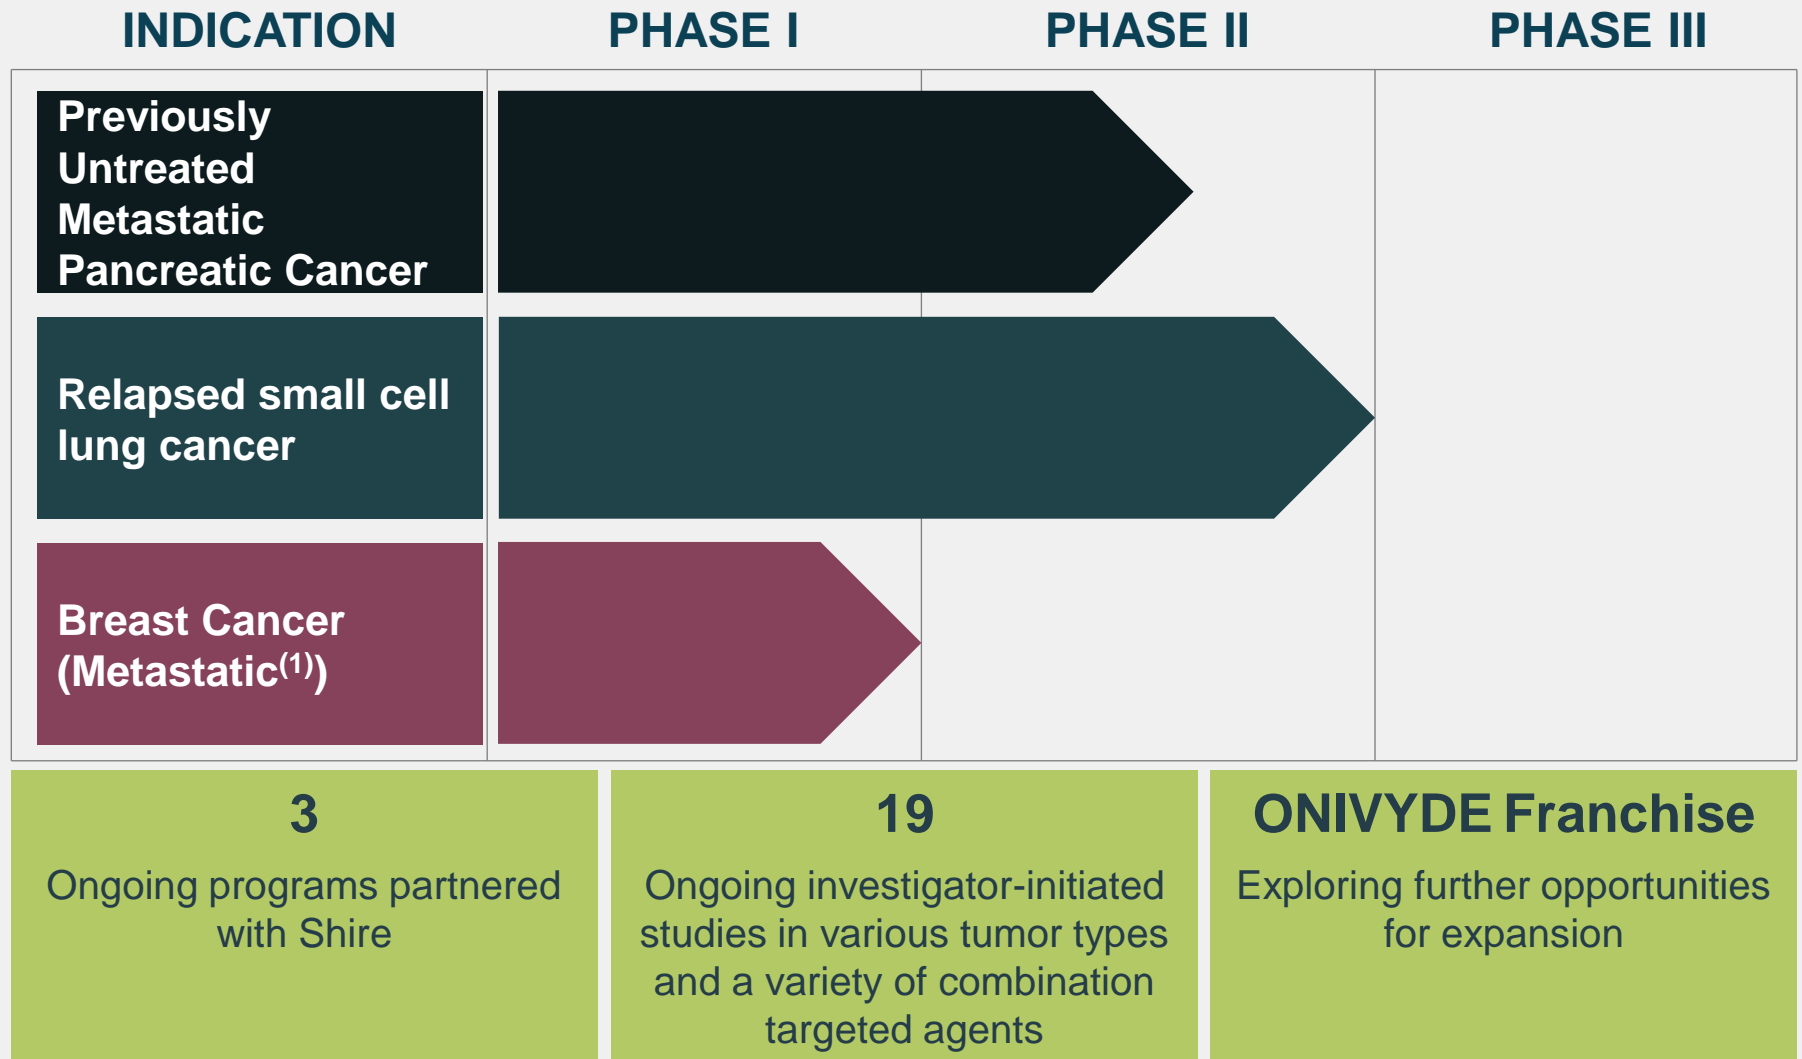 INDICATION PHASE I PHASE II PHASE III
Previously
Untreated
Metastatic
Pancreatic Cancer
Relapsed small cell
lung cancer
Breast Cancer
(Metastatic(1))
3
Ongoing programs partnered
with Shire
19
Ongoing investigator-initiated
studies in various tumor types
and a variety of combination
targeted agents
ONIVYDE Franchise
Exploring further opportunities
for expansion